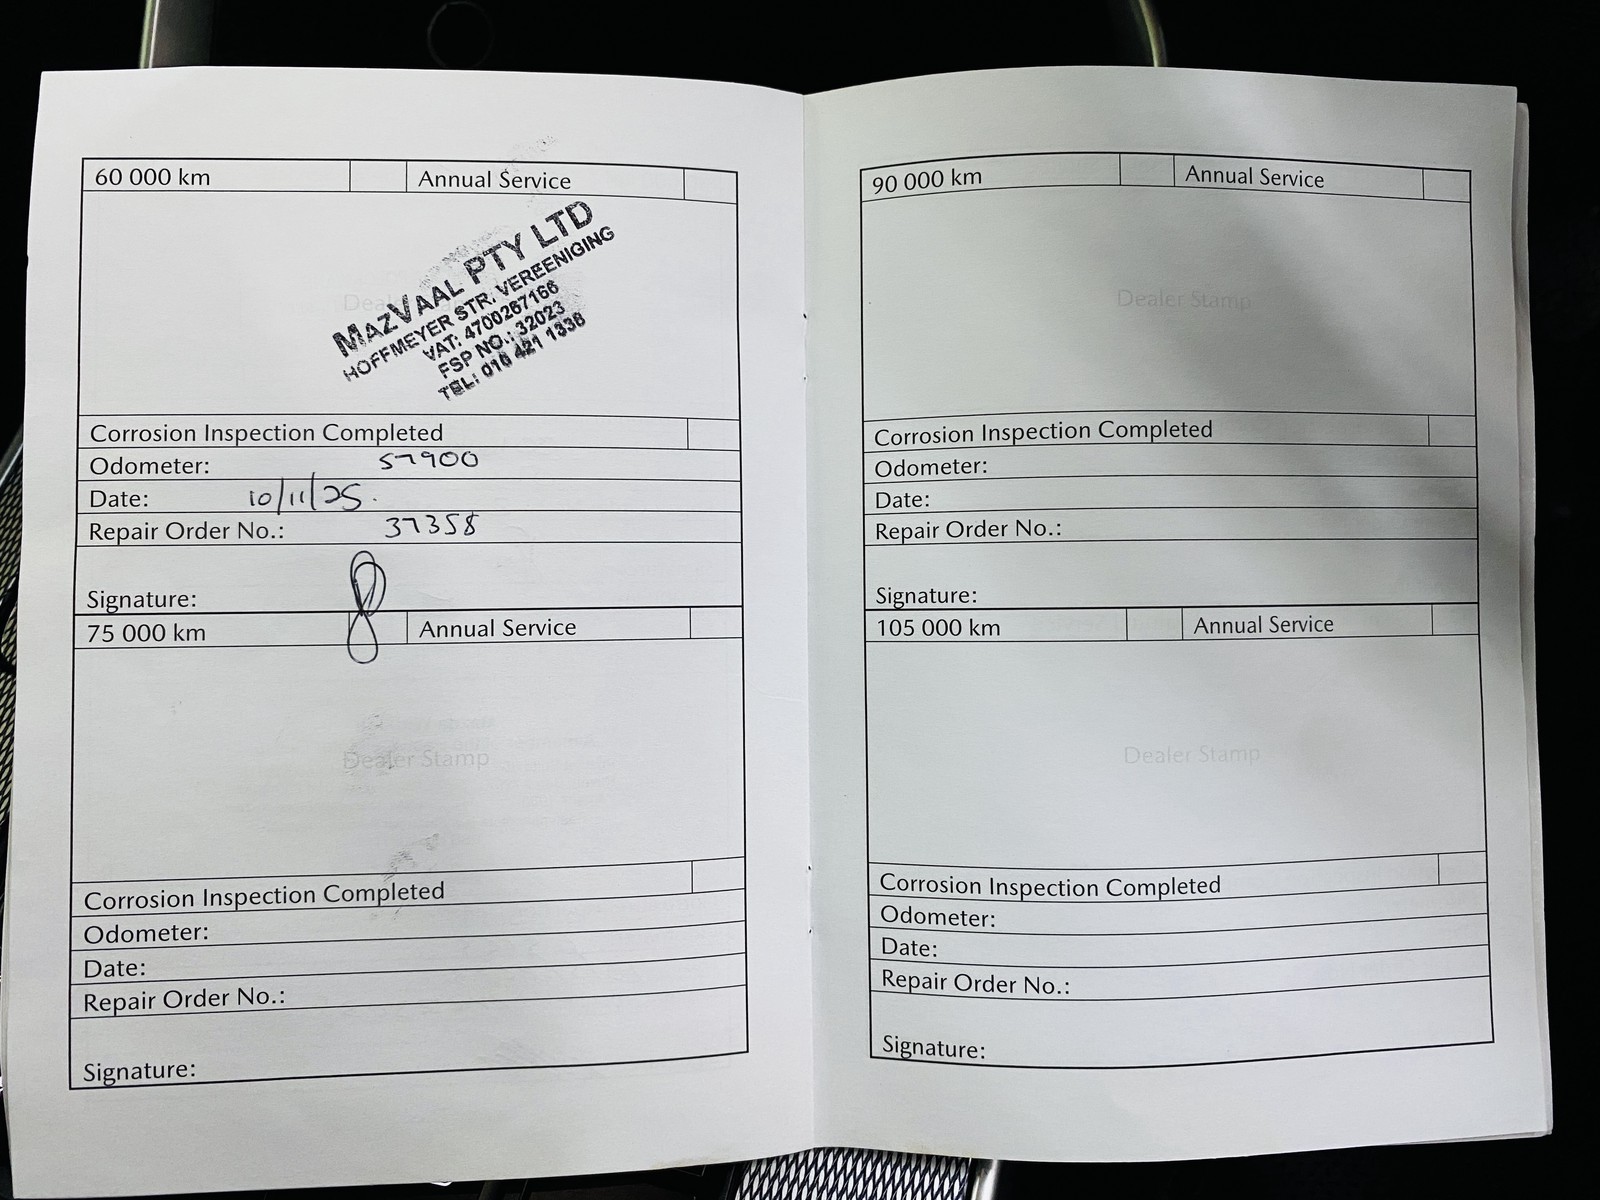 60 000 km
Annual Service
Dealer Stamp
MAZVAAL PTY LTD
HOFFMEYER STR. VEREENIGING
VAT: 4700267166
FSP NO.: 32023
TEL: 016 421 1336
Corrosion Inspection Completed
Odometer: 57900
Date: 10/11/25.
Repair Order No.: 37358
Signature:
75 000 km
Annual Service
Dealer Stamp
Corrosion Inspection Completed
Odometer:
Date:
Repair Order No.:
Signature:
90 000 km
Annual Service
Dealer Stamp
Corrosion Inspection Completed
Odometer:
Date:
Repair Order No.:
Signature:
105 000 km
Annual Service
Dealer Stamp
Corrosion Inspection Completed
Odometer:
Date:
Repair Order No.:
Signature: